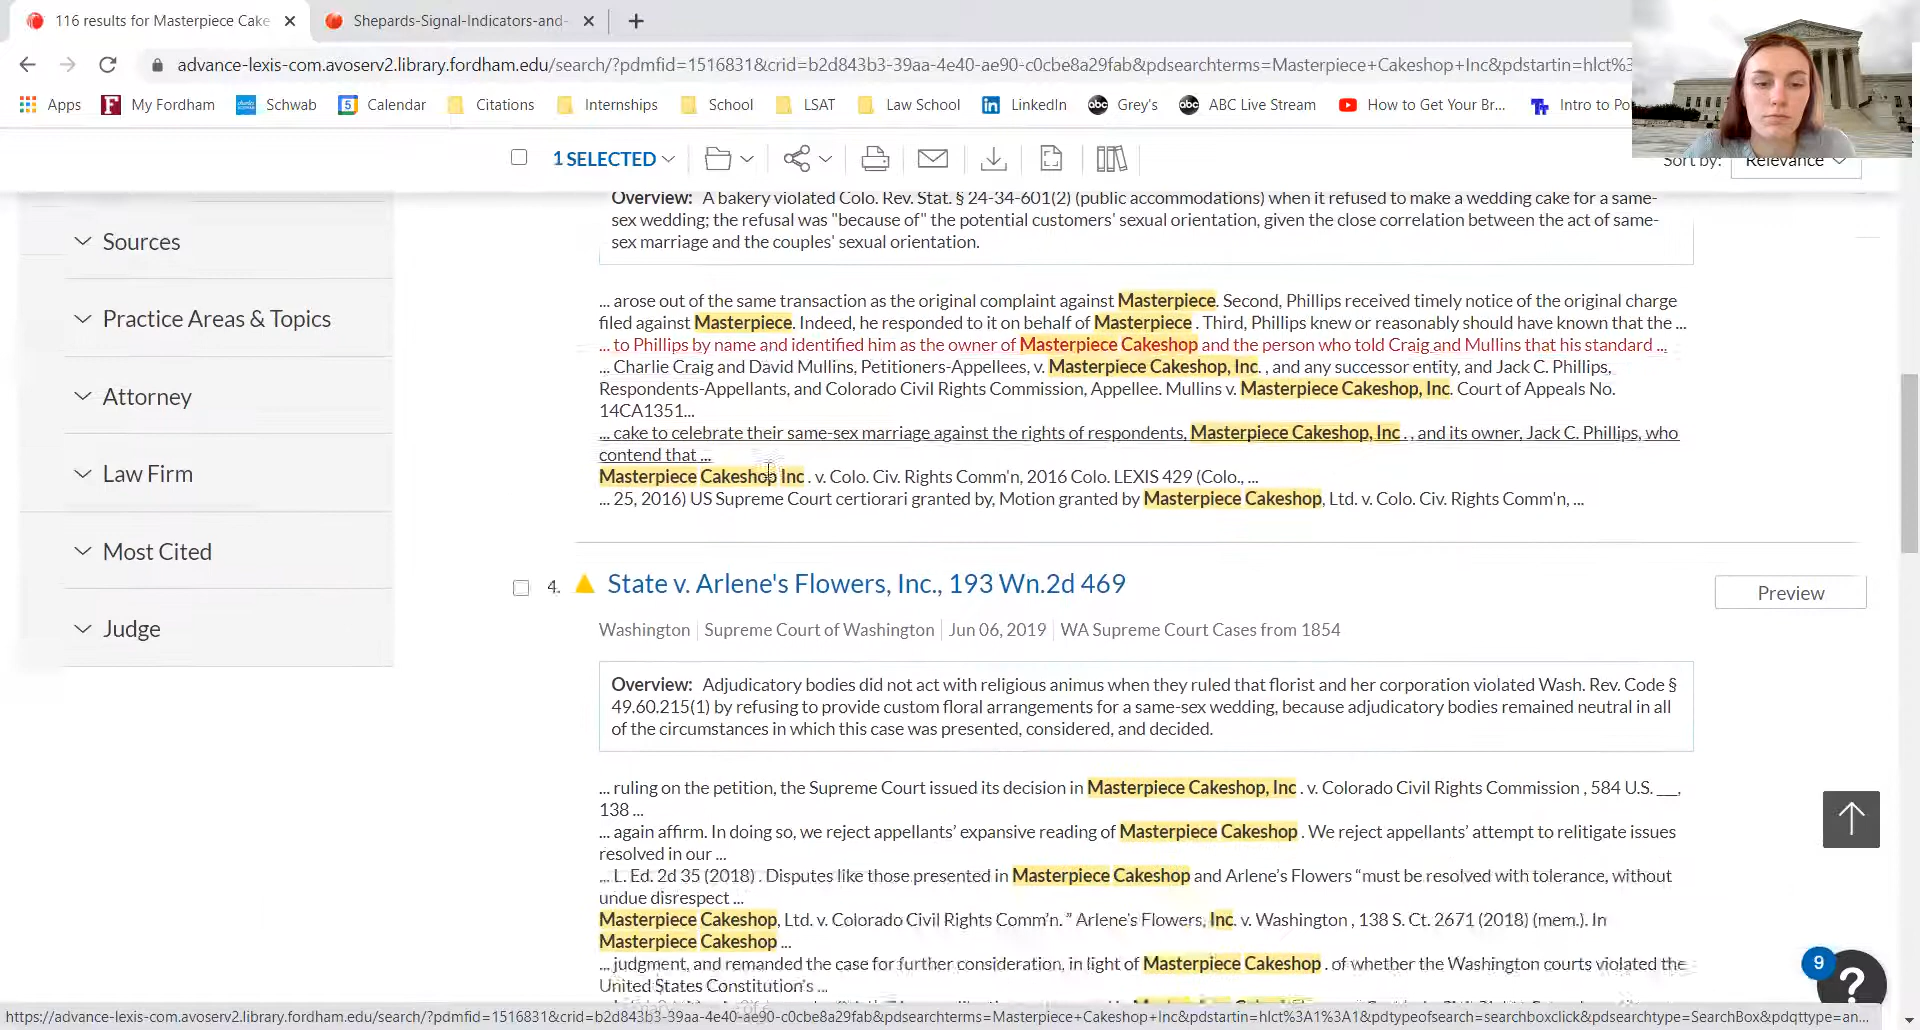 116 results for Masterpiece Cake
Shepards-Signal-Indicators-and-
advance-lexis-com.avoserv2.library.fordham.edu/search/?pdmfid=1516831&crid=b2d843b3-39aa-4e40-ae90-c0cbe8a29fab&pdsearchterms=Masterpiece+Cakeshop+Inc&pdstartin=hlct%3
Apps My Fordham Schwab Calendar Citations Internships School LSAT Law School LinkedIn Grey's ABC Live Stream How to Get Your Br... Intro to Po
1 SELECTED
Sort by: Relevance
Sources
Practice Areas & Topics
Attorney
Law Firm
Most Cited
Judge
Overview: A bakery violated Colo. Rev. Stat. § 24-34-601(2) (public accommodations) when it refused to make a wedding cake for a same-
sex wedding; the refusal was "because of" the potential customers' sexual orientation, given the close correlation between the act of same-
sex marriage and the couples' sexual orientation.
... arose out of the same transaction as the original complaint against Masterpiece. Second, Phillips received timely notice of the original charge
filed against Masterpiece. Indeed, he responded to it on behalf of Masterpiece . Third, Phillips knew or reasonably should have known that the ...
... to Phillips by name and identified him as the owner of Masterpiece Cakeshop and the person who told Craig and Mullins that his standard ...
... Charlie Craig and David Mullins, Petitioners-Appellees, v. Masterpiece Cakeshop, Inc. , and any successor entity, and Jack C. Phillips,
Respondents-Appellants, and Colorado Civil Rights Commission, Appellee. Mullins v. Masterpiece Cakeshop, Inc. Court of Appeals No.
14CA1351...
... cake to celebrate their same-sex marriage against the rights of respondents, Masterpiece Cakeshop, Inc . , and its owner, Jack C. Phillips, who
contend that ...
Masterpiece Cakeshop Inc . v. Colo. Civ. Rights Comm'n, 2016 Colo. LEXIS 429 (Colo., ...
... 25, 2016) US Supreme Court certiorari granted by, Motion granted by Masterpiece Cakeshop, Ltd. v. Colo. Civ. Rights Comm'n, ...
4. State v. Arlene's Flowers, Inc., 193 Wn.2d 469
Preview
Washington Supreme Court of Washington Jun 06, 2019 WA Supreme Court Cases from 1854
Overview: Adjudicatory bodies did not act with religious animus when they ruled that florist and her corporation violated Wash. Rev. Code §
49.60.215(1) by refusing to provide custom floral arrangements for a same-sex wedding, because adjudicatory bodies remained neutral in all
of the circumstances in which this case was presented, considered, and decided.
... ruling on the petition, the Supreme Court issued its decision in Masterpiece Cakeshop, Inc . v. Colorado Civil Rights Commission , 584 U.S. ___,
138 ...
... again affirm. In doing so, we reject appellants' expansive reading of Masterpiece Cakeshop . We reject appellants' attempt to relitigate issues
resolved in our ...
... L. Ed. 2d 35 (2018) . Disputes like those presented in Masterpiece Cakeshop and Arlene's Flowers “must be resolved with tolerance, without
undue disrespect ...
Masterpiece Cakeshop, Ltd. v. Colorado Civil Rights Comm'n. ” Arlene's Flowers, Inc. v. Washington , 138 S. Ct. 2671 (2018) (mem.). In
Masterpiece Cakeshop ...
... judgment, and remanded the case for further consideration, in light of Masterpiece Cakeshop . of whether the Washington courts violated the
United States Constitution's ...
9
?
https://advance-lexis-com.avoserv2.library.fordham.edu/search/?pdmfid=1516831&crid=b2d843b3-39aa-4e40-ae90-c0cbe8a29fab&pdsearchterms=Masterpiece+Cakeshop+Inc&pdstartin=hlct%3A1%3A1&pdtypeofsearch=searchboxclick&pdsearchtype=SearchBox&pdqttype=an...